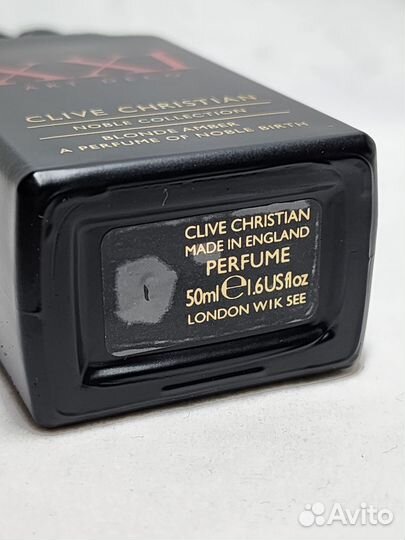 XXI
ART DECO
CLIVE CHRISTIAN
NOBLE COLLECTION
BLONDE AMBER
A PERFUME OF NOBLE BIRTH
CLIVE CHRISTIAN
MADE IN ENGLAND
PERFUME
50ml℮1.6USfloz
LONDON W1K 5EE
Avito